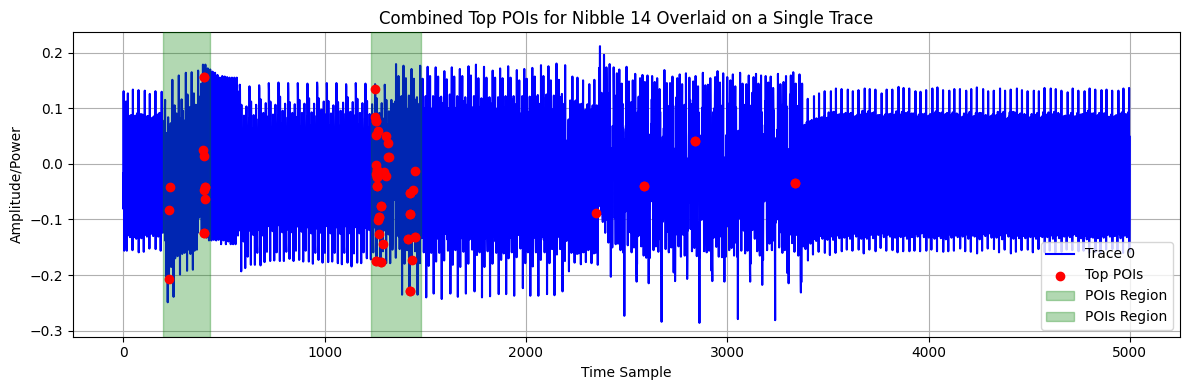 Combined Top POIs for Nibble 14 Overlaid on a Single Trace
Amplitude/Power
0.2
0.1
0.0
−0.1
−0.2
−0.3
0
1000
2000
3000
4000
5000
Time Sample
Trace 0
Top POIs
POIs Region
POIs Region